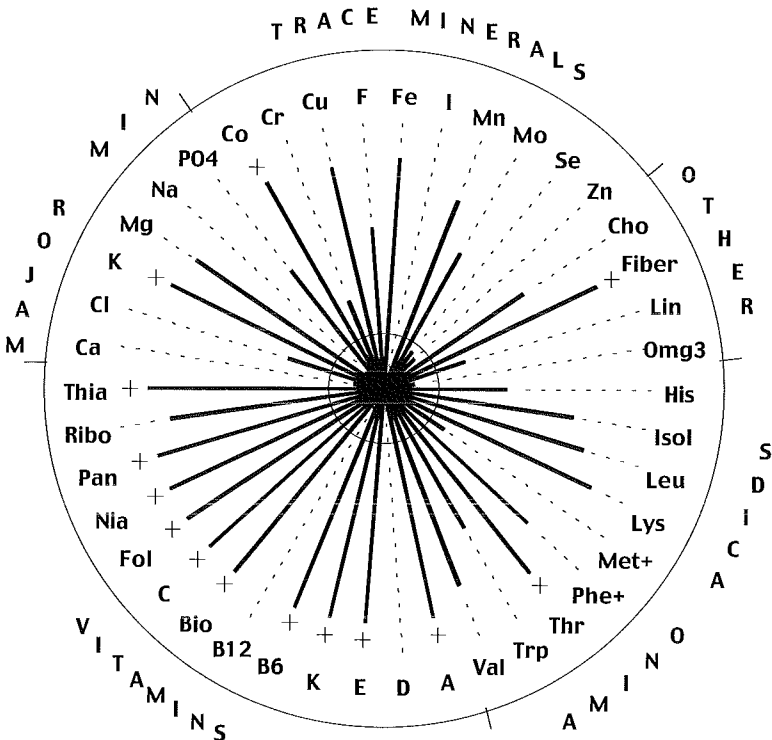 TRACE MINERALS
OTHER
AMINO ACIDS
VITAMINS
MAJOR MIN
Co
Cr
Cu
F
Fe
I
Mn
Mo
Se
Zn
Cho
Fiber
Lin
Omg3
His
Isol
Leu
Lys
Met+
Phe+
Thr
Trp
Val
A
D
E
K
B6
B12
Bio
C
Fol
Nia
Pan
Ribo
Thia
Ca
Cl
K
Mg
Na
PO4